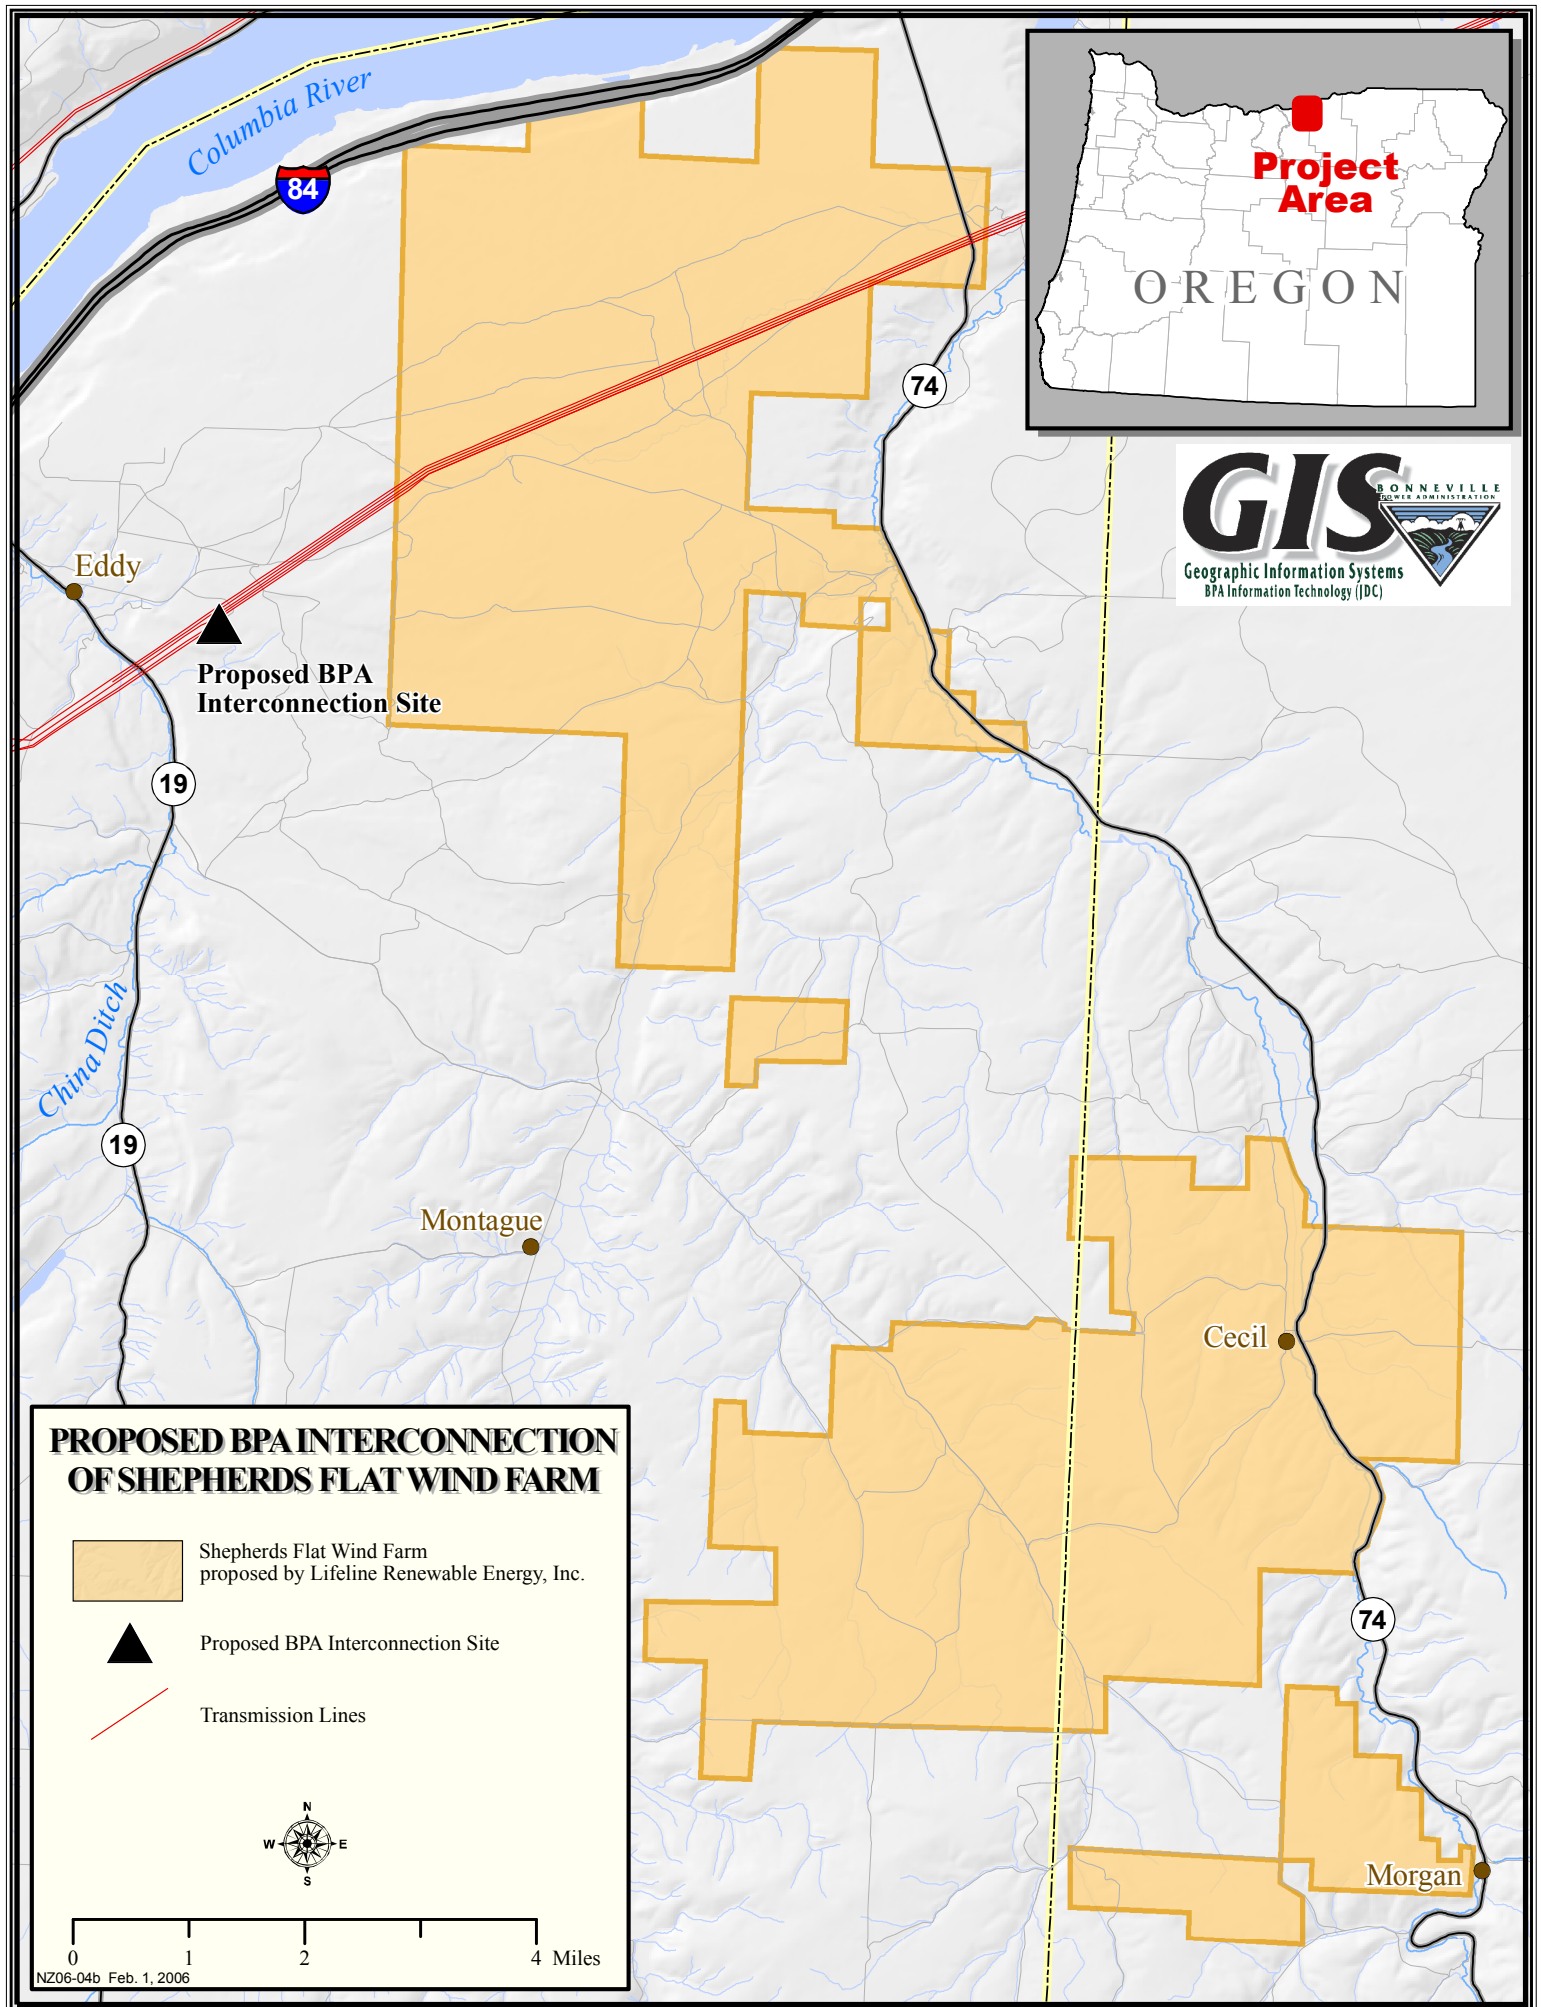 Columbia River
84
Project
Area
OREGON
74
GIS
BONNEVILLE
POWER ADMINISTRATION
Geographic Information Systems
BPA Information Technology (JDC)
Eddy
Proposed BPA
Interconnection Site
19
China Ditch
19
Montague
Cecil
74
Morgan
PROPOSED BPA INTERCONNECTION
OF SHEPHERDS FLAT WIND FARM
Shepherds Flat Wind Farm
proposed by Lifeline Renewable Energy, Inc.
Proposed BPA Interconnection Site
Transmission Lines
N
W E
S
0 1 2 4 Miles
NZ06-04b Feb. 1, 2006